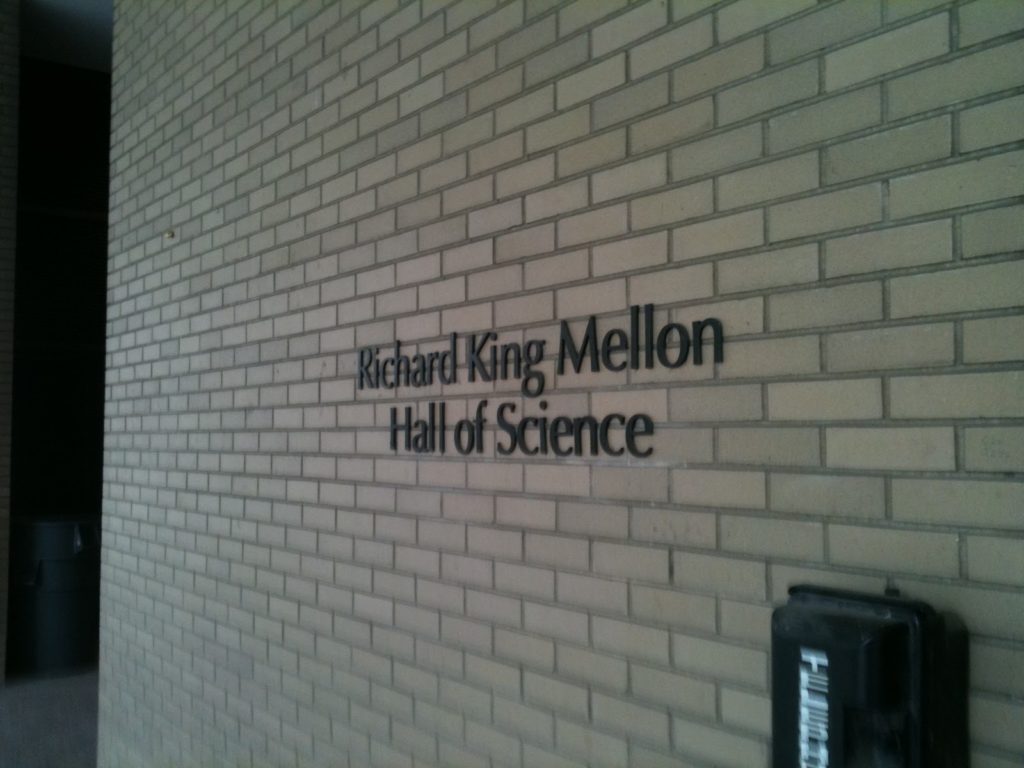 Richard King Mellon
Hall of Science